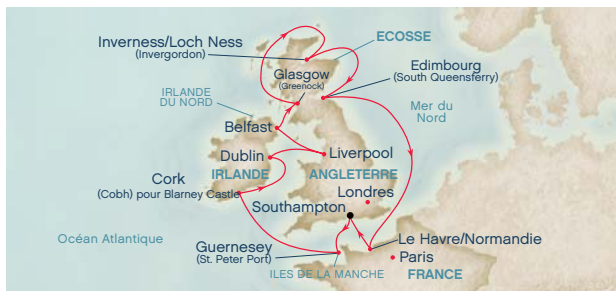 Inverness/Loch Ness
(Invergordon)
ECOSSE
Edimbourg
(South Queensferry)
Glasgow
(Greenock)
IRLANDE
DU NORD
Mer du
Nord
Belfast
Dublin
Liverpool
IRLANDE
ANGLETERRE
Cork
(Cobh) pour Blarney Castle
Londres
Southampton
Océan Atlantique
Guernesey
(St. Peter Port)
Le Havre/Normandie
Paris
ILES DE LA MANCHE
FRANCE